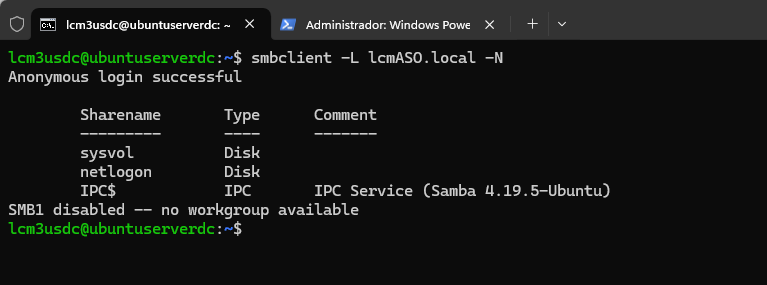 lcm3usdc@ubuntuserverdc: ~
Administrador: Windows Powe
lcm3usdc@ubuntuserverdc:~$ smbclient -L lcmASO.local -N
Anonymous login successful
Sharename Type Comment
--------- ---- -------
sysvol Disk
netlogon Disk
IPC$ IPC IPC Service (Samba 4.19.5-Ubuntu)
SMB1 disabled -- no workgroup available
lcm3usdc@ubuntuserverdc:~$